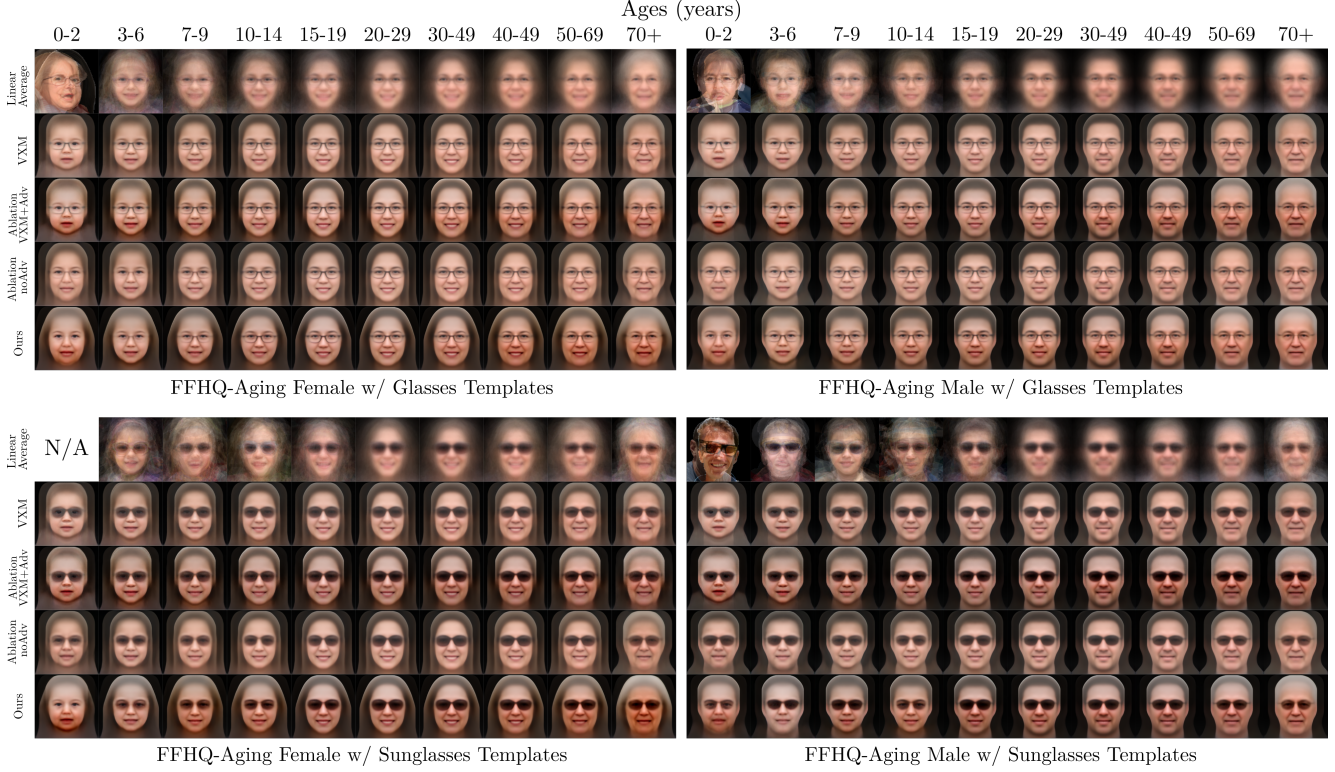 Ages (years)
0-2 3-6 7-9 10-14 15-19 20-29 30-49 40-49 50-69 70+ 0-2 3-6 7-9 10-14 15-19 20-29 30-49 40-49 50-69 70+
Linear
Average
VXM
Ablation
VXM+Adv
Ablation
noAdv
Ours
FFHQ-Aging Female w/ Glasses Templates FFHQ-Aging Male w/ Glasses Templates
Linear
Average
N/A
VXM
Ablation
VXM+Adv
Ablation
noAdv
Ours
FFHQ-Aging Female w/ Sunglasses Templates FFHQ-Aging Male w/ Sunglasses Templates